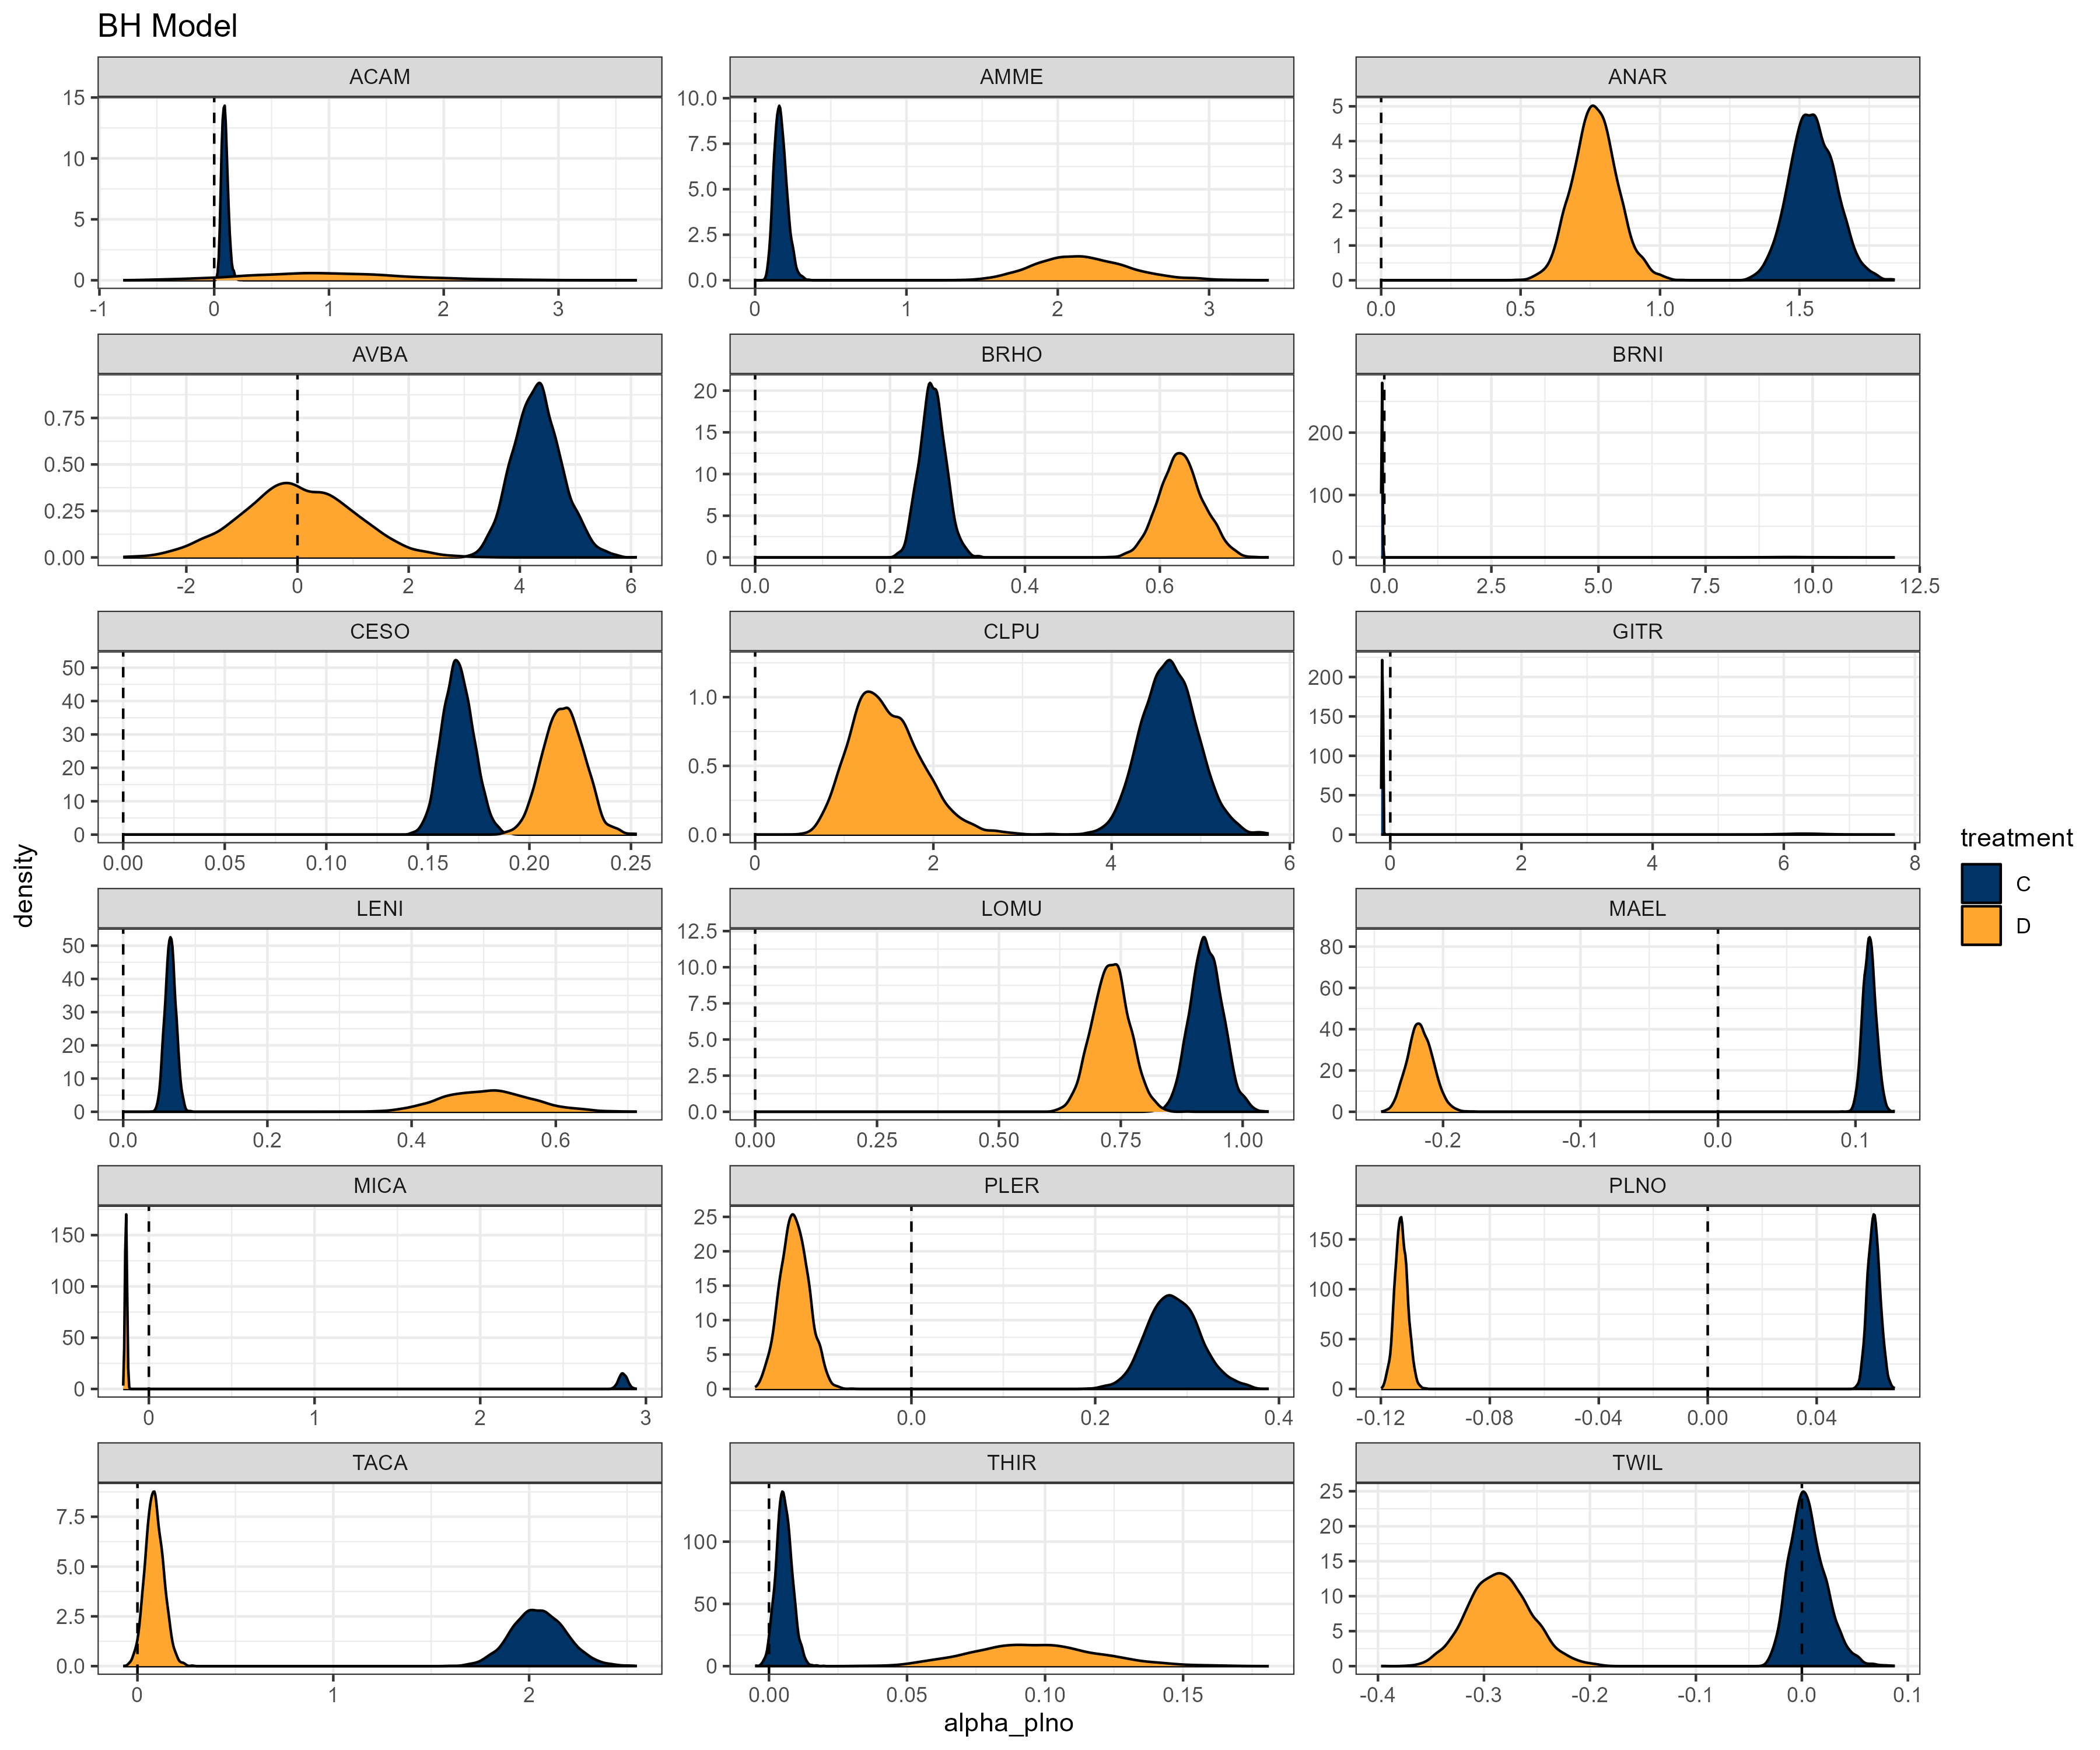 BH Model
ACAM AMME ANAR
15 10 5 0
10.0 7.5 5.0 2.5 0.0
5 4 3 2 1 0
-1 0 1 2 3
0 1 2 3
0.0 0.5 1.0 1.5
AVBA BRHO BRNI
0.75 0.50 0.25 0.00
20 15 10 5 0
200 100 0
-2 0 2 4 6
0.0 0.2 0.4 0.6
0.0 2.5 5.0 7.5 10.0 12.5
CESO CLPU GITR
50 40 30 20 10 0
1.0 0.5 0.0
200 150 100 50 0
0.00 0.05 0.10 0.15 0.20 0.25
0 2 4 6
0 2 4 6 8
LENI LOMU MAEL
50 40 30 20 10 0
12.5 10.0 7.5 5.0 2.5 0.0
80 60 40 20 0
0.0 0.2 0.4 0.6
0.00 0.25 0.50 0.75 1.00
-0.2 -0.1 0.0 0.1
MICA PLER PLNO
150 100 50 0
25 20 15 10 5 0
150 100 50 0
0 1 2 3
0.0 0.2 0.4
-0.12 -0.08 -0.04 0.00 0.04
TACA THIR TWIL
7.5 5.0 2.5 0.0
100 50 0
25 20 15 10 5 0
0 1 2
0.00 0.05 0.10 0.15
-0.4 -0.3 -0.2 -0.1 0.0 0.1
alpha_plno
density
treatment
C
D